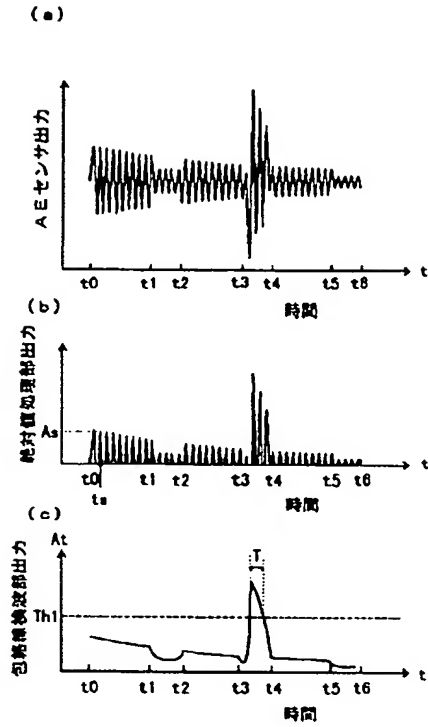 (a)
AEセンサ出力
t
t0 t1 t2 t3 t4 t5 t6
時間
(b)
絶対値処理部出力
As
t
t0 t1 t2 t3 t4 t5 t6
ts
時間
(c)
At
包絡線検波部出力
T
Th1
t
t0 t1 t2 t3 t4 t5 t6
時間